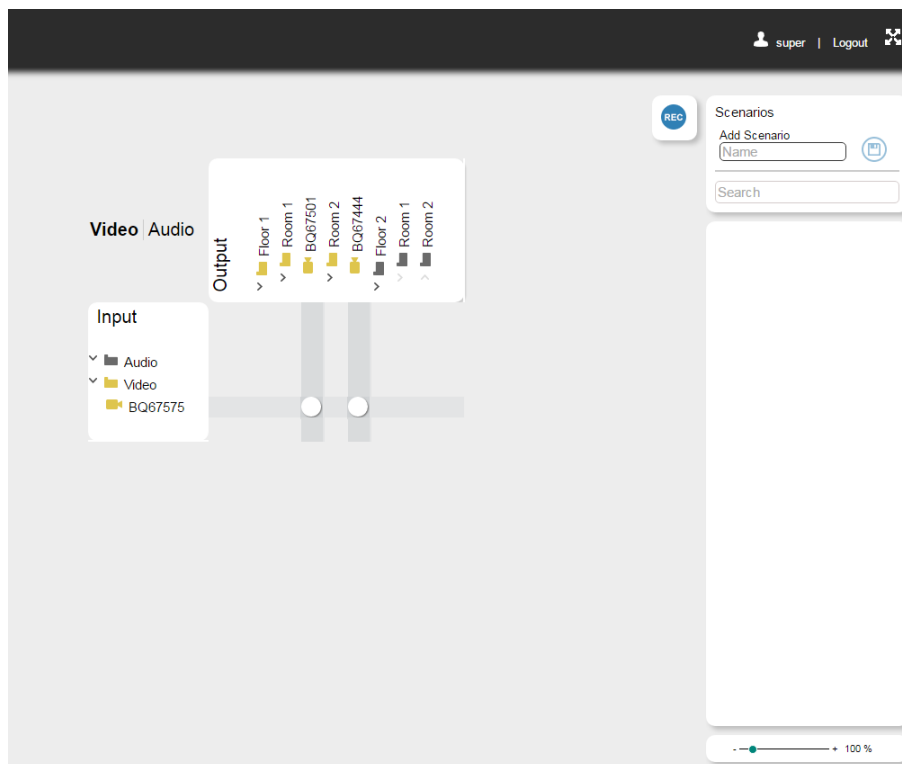 super | Logout
REC
Scenarios
Add Scenario
Name
Search
Video Audio
Output
Floor 1
Room 1
BQ67501
Room 2
BQ67444
Floor 2
Room 1
Room 2
Input
Audio
Video
BQ67575
- + 100 %